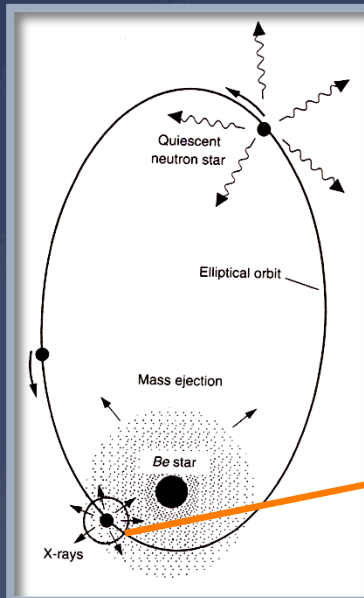 Quiescent
neutron star
Elliptical orbit
Mass ejection
Be star
X-rays